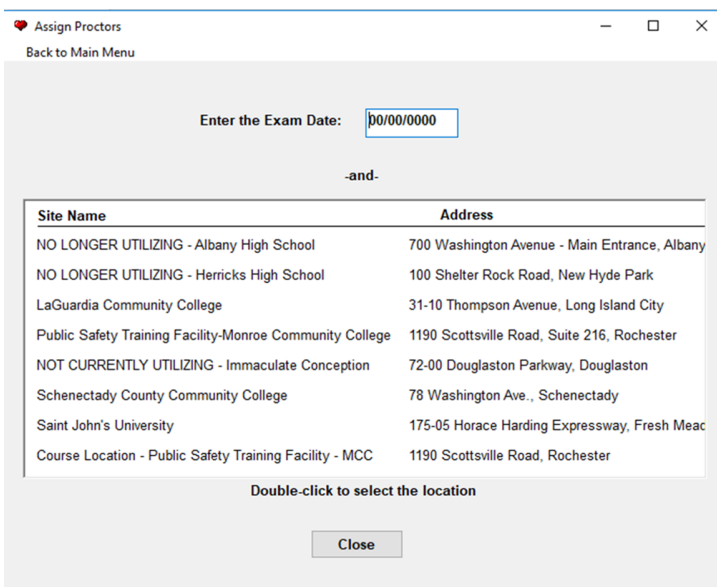 Assign Proctors
Back to Main Menu
Enter the Exam Date: 00/00/0000
-and-
Site Name Address
NO LONGER UTILIZING - Albany High School 700 Washington Avenue - Main Entrance, Albany
NO LONGER UTILIZING - Herricks High School 100 Shelter Rock Road, New Hyde Park
LaGuardia Community College 31-10 Thompson Avenue, Long Island City
Public Safety Training Facility-Monroe Community College 1190 Scottsville Road, Suite 216, Rochester
NOT CURRENTLY UTILIZING - Immaculate Conception 72-00 Douglaston Parkway, Douglaston
Schenectady County Community College 78 Washington Ave., Schenectady
Saint John's University 175-05 Horace Harding Expressway, Fresh Mead
Course Location - Public Safety Training Facility - MCC 1190 Scottsville Road, Rochester
Double-click to select the location
Close